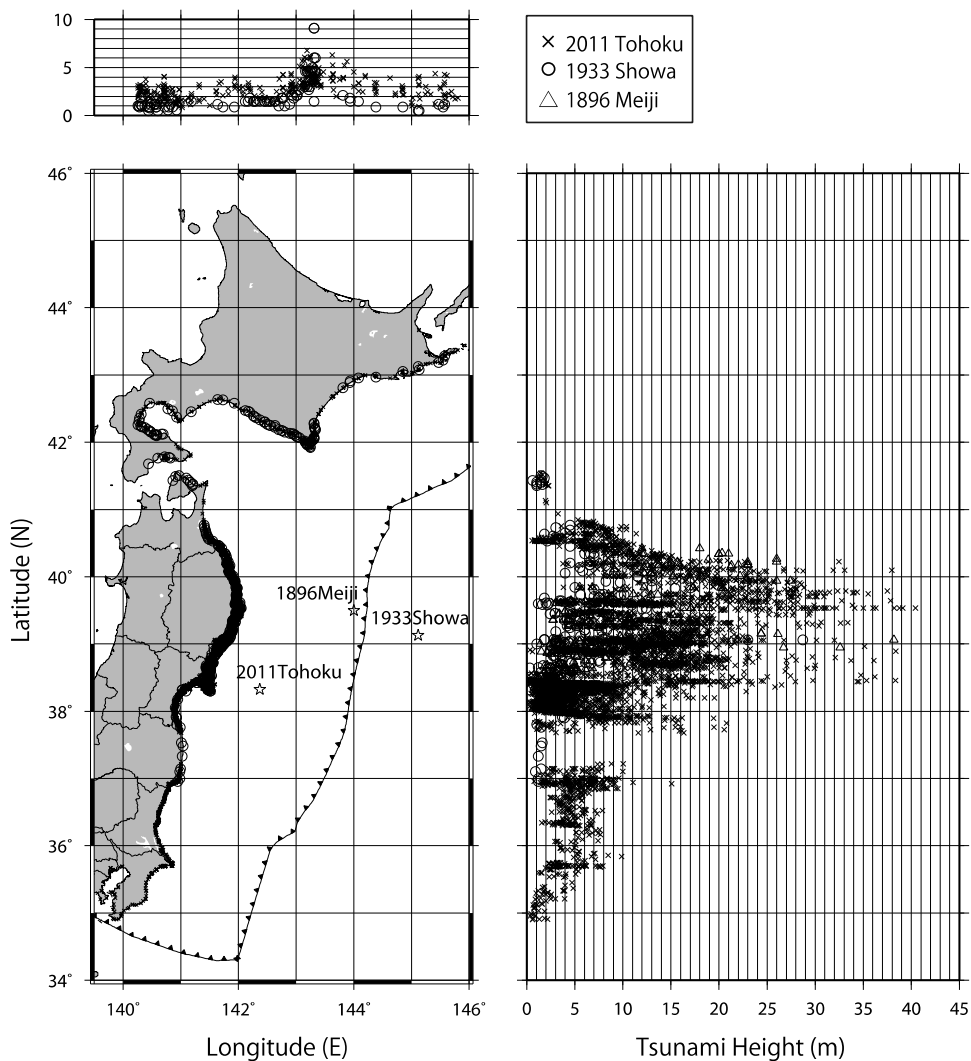 10
5
0
× 2011 Tohoku
○ 1933 Showa
△ 1896 Meiji
46˚
44˚
42˚
40˚
38˚
36˚
34˚
Latitude (N)
1896Meiji
1933Showa
2011Tohoku
140˚ 142˚ 144˚ 146˚
Longitude (E)
0 5 10 15 20 25 30 35 40 45
Tsunami Height (m)